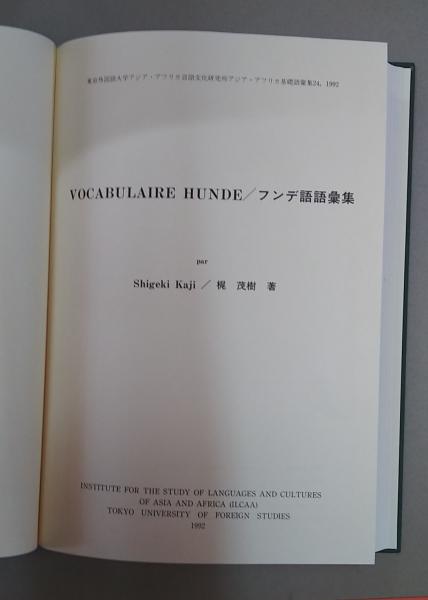 東京外国語大学アジア・アフリカ言語文化研究所アジア・アフリカ基礎語彙集24, 1992
VOCABULAIRE HUNDE／フンデ語語彙集
par
Shigeki Kaji ／ 梶 茂樹 著
INSTITUTE FOR THE STUDY OF LANGUAGES AND CULTURES
OF ASIA AND AFRICA (ILCAA)
TOKYO UNIVERSITY OF FOREIGN STUDIES
1992